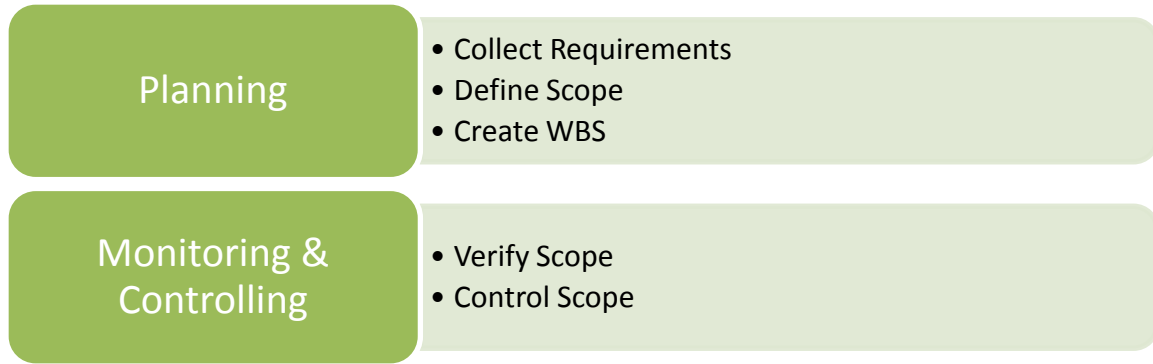 Planning
• Collect Requirements
• Define Scope
• Create WBS
Monitoring &
Controlling
• Verify Scope
• Control Scope